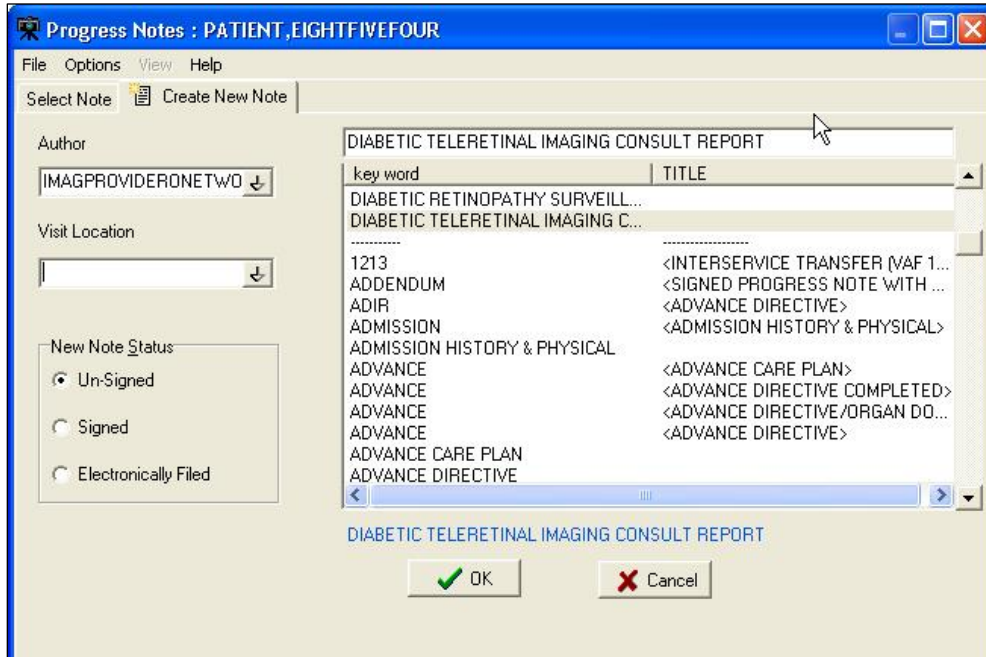 Progress Notes : PATIENT,EIGHTFIVEFOUR
File Options View Help
Select Note Create New Note
Author
IMAGPROVIDERONETWO
Visit Location
New Note Status
Un-Signed
Signed
Electronically Filed
DIABETIC TELERETINAL IMAGING CONSULT REPORT
key word TITLE
DIABETIC RETINOPATHY SURVEILL...
DIABETIC TELERETINAL IMAGING C...
----------- -------------------
1213 <INTERSERVICE TRANSFER (VAF 1...
ADDENDUM <SIGNED PROGRESS NOTE WITH ...
ADIR <ADVANCE DIRECTIVE>
ADMISSION <ADMISSION HISTORY & PHYSICAL>
ADMISSION HISTORY & PHYSICAL
ADVANCE <ADVANCE CARE PLAN>
ADVANCE <ADVANCE DIRECTIVE COMPLETED>
ADVANCE <ADVANCE DIRECTIVE/ORGAN DO...
ADVANCE <ADVANCE DIRECTIVE>
ADVANCE CARE PLAN
ADVANCE DIRECTIVE
DIABETIC TELERETINAL IMAGING CONSULT REPORT
OK Cancel